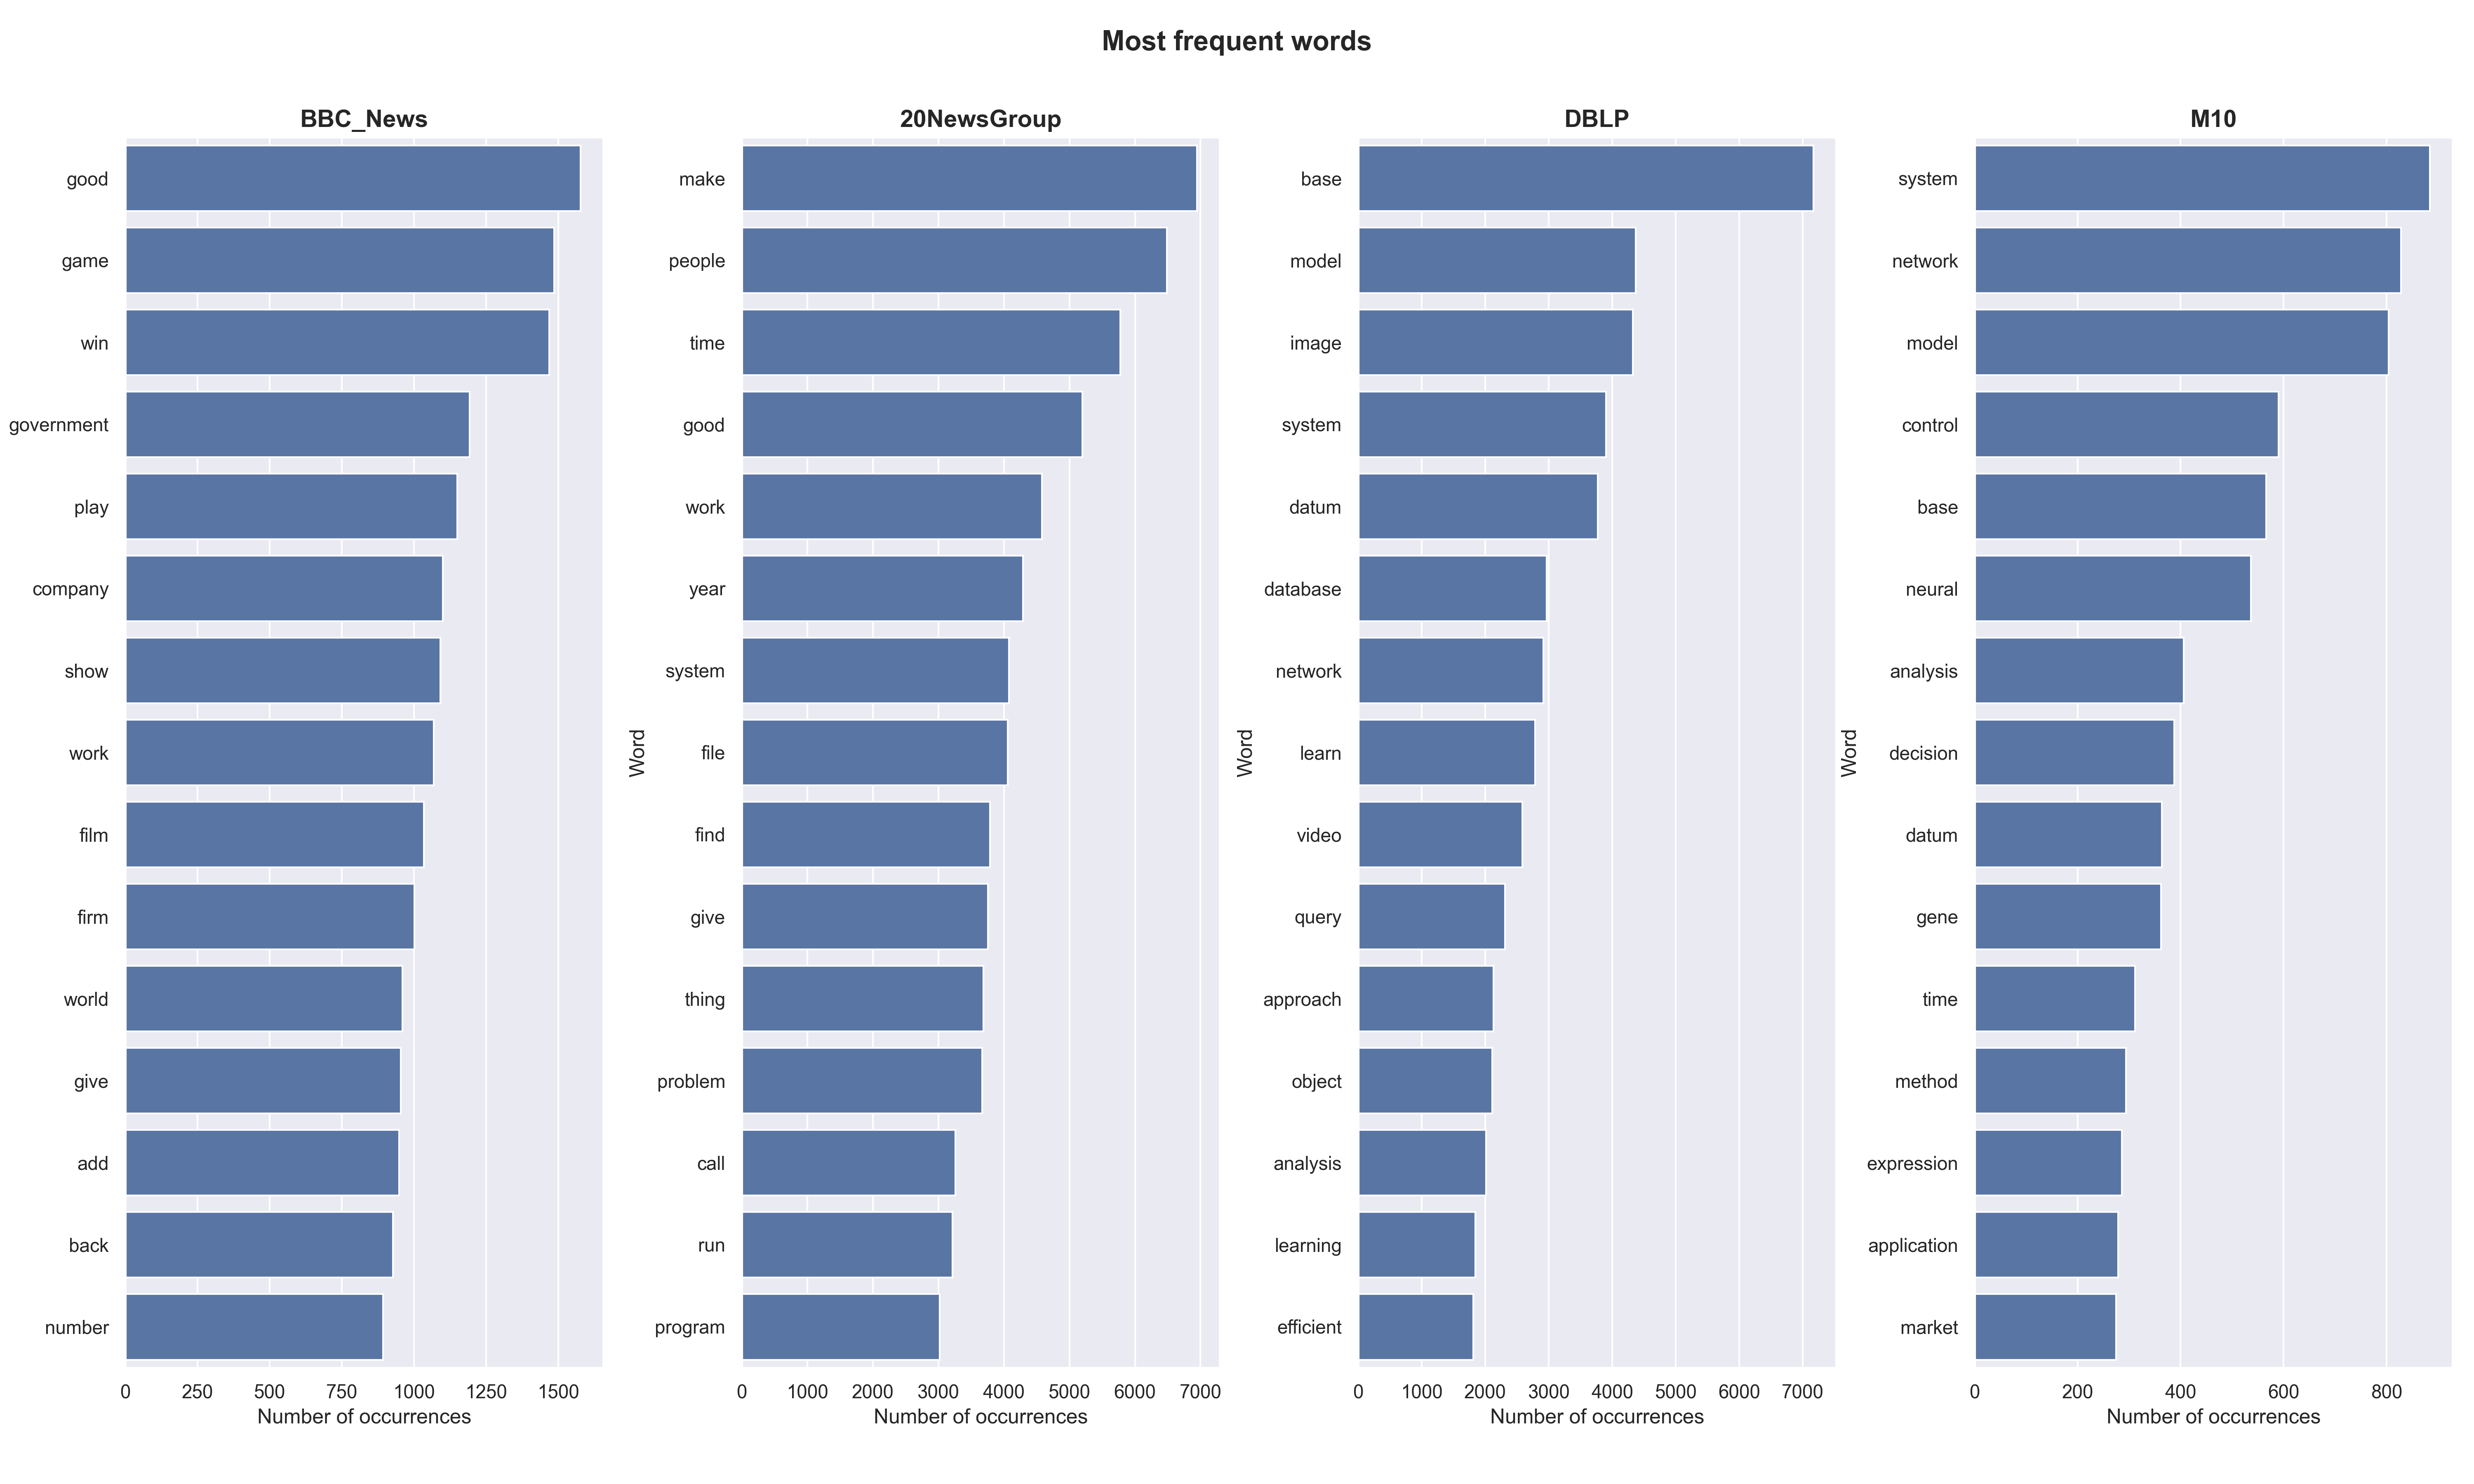 Most frequent words
BBC_News
good
game
win
government
play
company
show
work
film
firm
world
give
add
back
number
0 250 500 750 1000 1250 1500
Number of occurrences
20NewsGroup
Word
make
people
time
good
work
year
system
file
find
give
thing
problem
call
run
program
0 1000 2000 3000 4000 5000 6000 7000
Number of occurrences
DBLP
Word
base
model
image
system
datum
database
network
learn
video
query
approach
object
analysis
learning
efficient
0 1000 2000 3000 4000 5000 6000 7000
Number of occurrences
M10
Word
system
network
model
control
base
neural
analysis
decision
datum
gene
time
method
expression
application
market
0 200 400 600 800
Number of occurrences